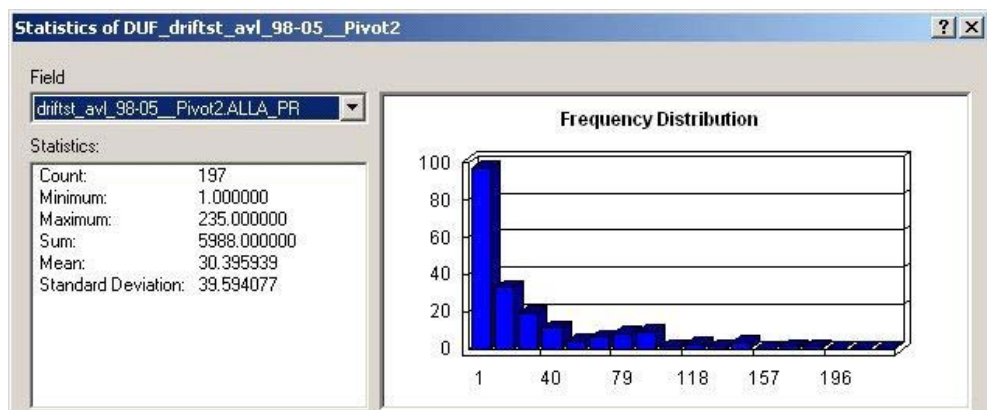 Statistics of DUF_driftst_avl_98-05__Pivot2
Field
driftst_avl_98-05__Pivot2.ALLA_PR
Statistics:
Count: 197
Minimum: 1.000000
Maximum: 235.000000
Sum: 5988.000000
Mean: 30.395939
Standard Deviation: 39.594077
Frequency Distribution
100
80
60
40
20
0
1 40 79 118 157 196